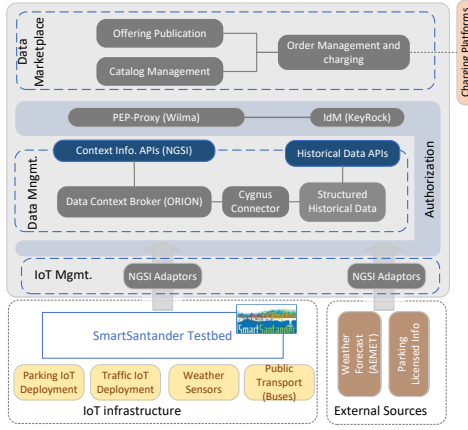 Data
Marketplace
Offering Publication
Catalog Management
Order Management and
charging
Charging Platforms
PEP-Proxy (Wilma)
IdM (KeyRock)
Authorization
Data Mngmt.
Context Info. APIs (NGSI)
Historical Data APIs
Data Context Broker (ORION)
Cygnus
Connector
Structured
Historical Data
IoT Mgmt.
NGSI Adaptors
NGSI Adaptors
SmartSantander Testbed
SmartSantander
Parking IoT
Deployment
Traffic IoT
Deployment
Weather
Sensors
Public
Transport
(Buses)
IoT infrastructure
Weather
Forecast
(AEMET)
Parking
Licensed Info
External Sources